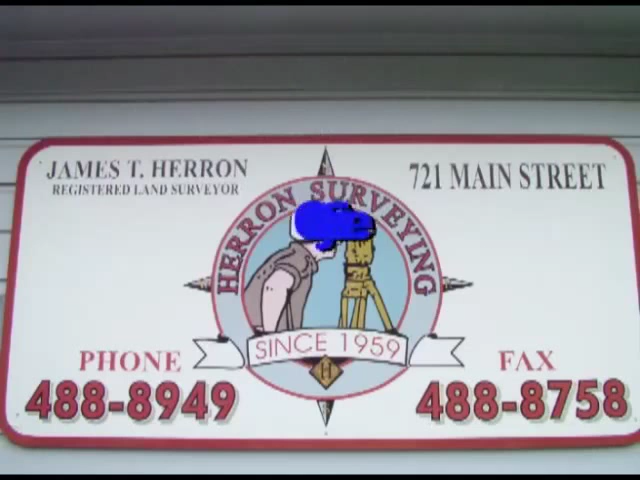 JAMES T. HERRON
REGISTERED LAND SURVEYOR
721 MAIN STREET
HERRON SURVEYING
SINCE 1959
H
PHONE
488-8949
FAX
488-8758